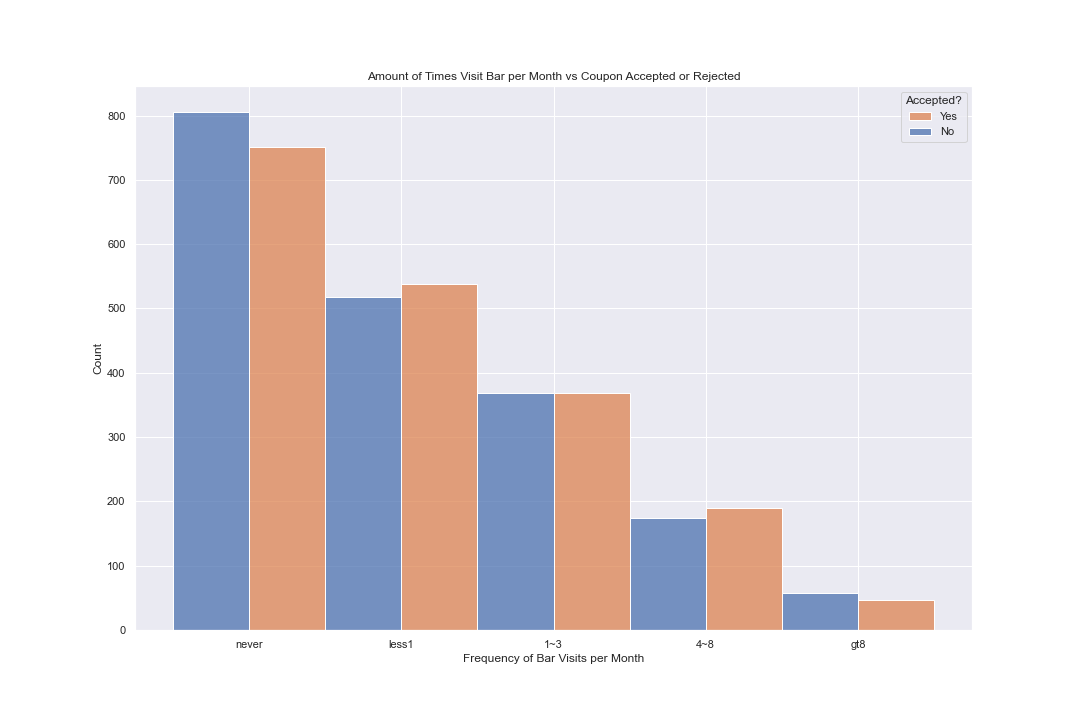 Amount of Times Visit Bar per Month vs Coupon Accepted or Rejected
Accepted?
Yes
No
800
700
600
500
400
300
200
100
0
Count
never less1 1~3 4~8 gt8
Frequency of Bar Visits per Month